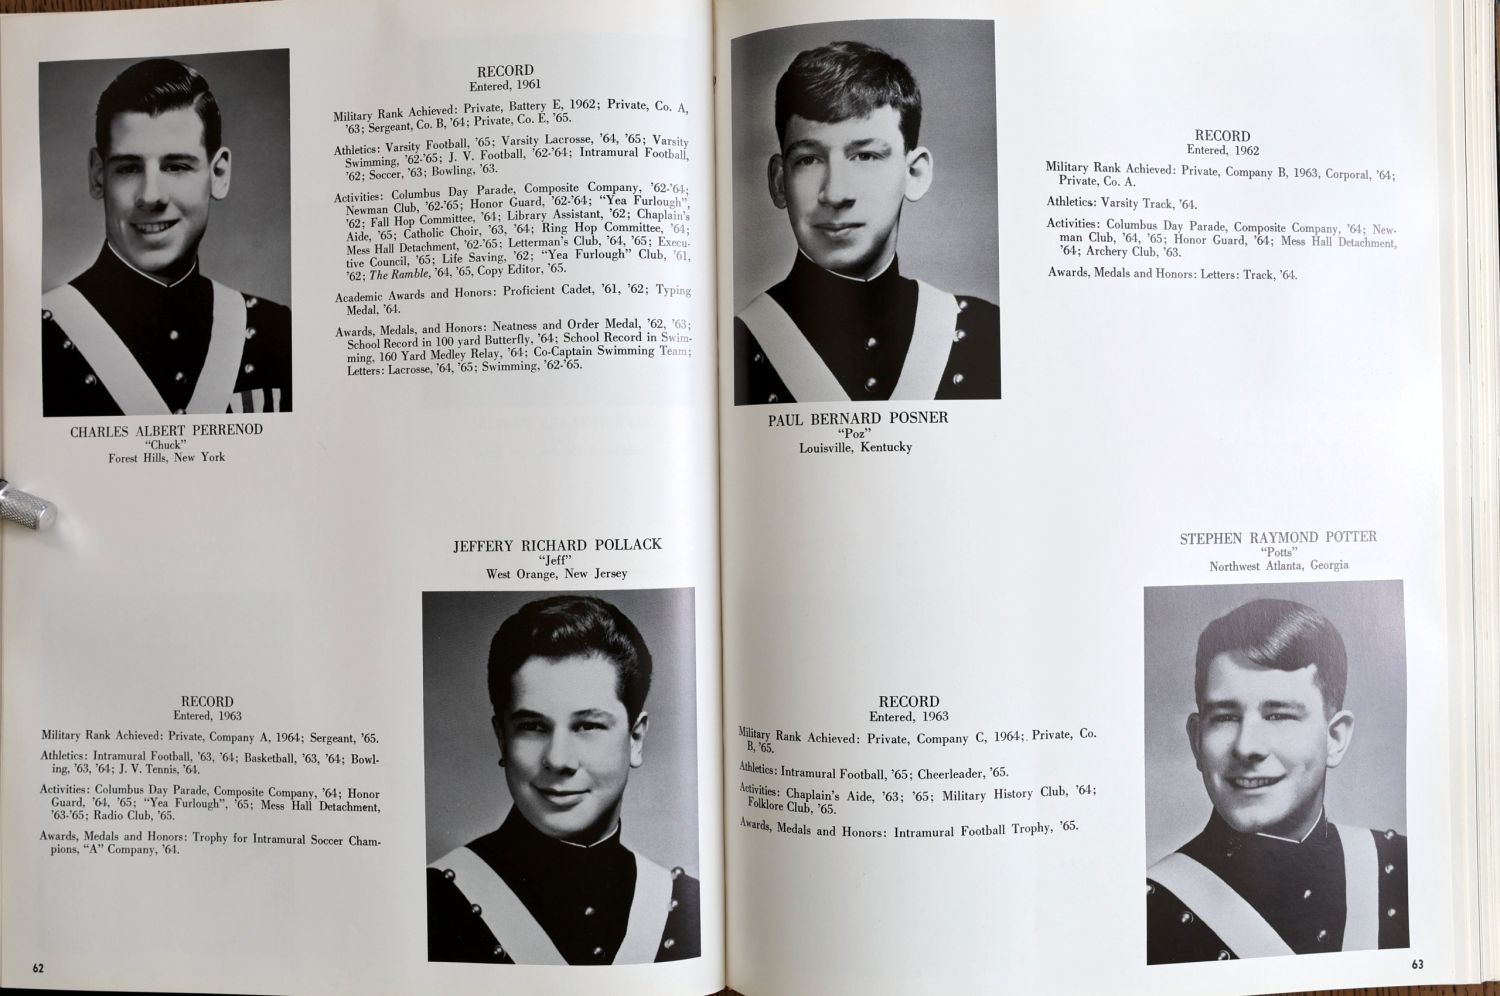 RECORD
Entered, 1961
Military Rank Achieved: Private, Battery E, 1962; Private, Co. A,
'63; Sergeant, Co. B, '64; Private, Co. E, '65.
Athletics: Varsity Football, '65; Varsity Lacrosse, '64, '65; Varsity
Swimming, '62-'65; J. V. Football, '62-'64; Intramural Football,
'62; Soccer, '63; Bowling, '63.
Activities: Columbus Day Parade, Composite Company, '62-'64;
Newman Club, '62-'65; Honor Guard, '62-'64; "Yea Furlough",
'62; Fall Hop Committee, '64; Library Assistant, '62; Chaplain's
Aide, '65; Catholic Choir, '63, '64; Ring Hop Committee, '64;
Mess Hall Detachment, '62-'65; Letterman's Club, '64, '65; Execu-
tive Council, '65; Life Saving, '62; "Yea Furlough" Club, '61,
'62; The Ramble, '64, '65, Copy Editor, '65.
Academic Awards and Honors: Proficient Cadet, '61, '62; Typing
Medal, '64.
Awards, Medals, and Honors: Neatness and Order Medal, '62, '63;
School Record in 100 yard Butterfly, '64; School Record in Swim-
ming, 160 Yard Medley Relay, '64; Co-Captain Swimming Team;
Letters: Lacrosse, '64, '65; Swimming, '62-'65.
CHARLES ALBERT PERRENOD
"Chuck"
Forest Hills, New York
JEFFERY RICHARD POLLACK
"Jeff"
West Orange, New Jersey
RECORD
Entered, 1963
Military Rank Achieved: Private, Company A, 1964; Sergeant, '65.
Athletics: Intramural Football, '63, '64; Basketball, '63, '64; Bowl-
ing, '63, '64; J. V. Tennis, '64.
Activities: Columbus Day Parade, Composite Company, '64; Honor
Guard, '64, '65; "Yea Furlough", '65; Mess Hall Detachment,
'63-'65; Radio Club, '65.
Awards, Medals and Honors: Trophy for Intramural Soccer Cham-
pions, "A" Company, '64.
62
RECORD
Entered, 1962
Military Rank Achieved: Private, Company B, 1963, Corporal, '64;
Private, Co. A.
Athletics: Varsity Track, '64.
Activities: Columbus Day Parade, Composite Company, '64; New-
man Club, '64, '65; Honor Guard, '64; Mess Hall Detachment,
'64; Archery Club, '63.
Awards, Medals and Honors: Letters: Track, '64.
PAUL BERNARD POSNER
"Poz"
Louisville, Kentucky
STEPHEN RAYMOND POTTER
"Potts"
Northwest Atlanta, Georgia
RECORD
Entered, 1963
Military Rank Achieved: Private, Company C, 1964; Private, Co.
B, '65.
Athletics: Intramural Football, '65; Cheerleader, '65.
Activities: Chaplain's Aide, '63; '65; Military History Club, '64;
Folklore Club, '65.
Awards, Medals and Honors: Intramural Football Trophy, '65.
63